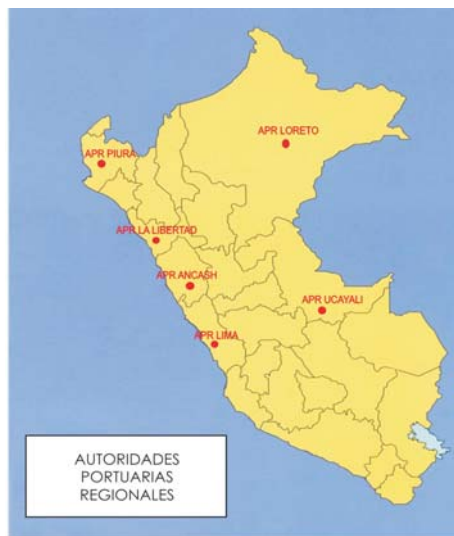 APR LORETO
APR PIURA
APR LA LIBERTAD
APR ANCASH
APR UCAYALI
APR LIMA
AUTORIDADES
PORTUARIAS
REGIONALES